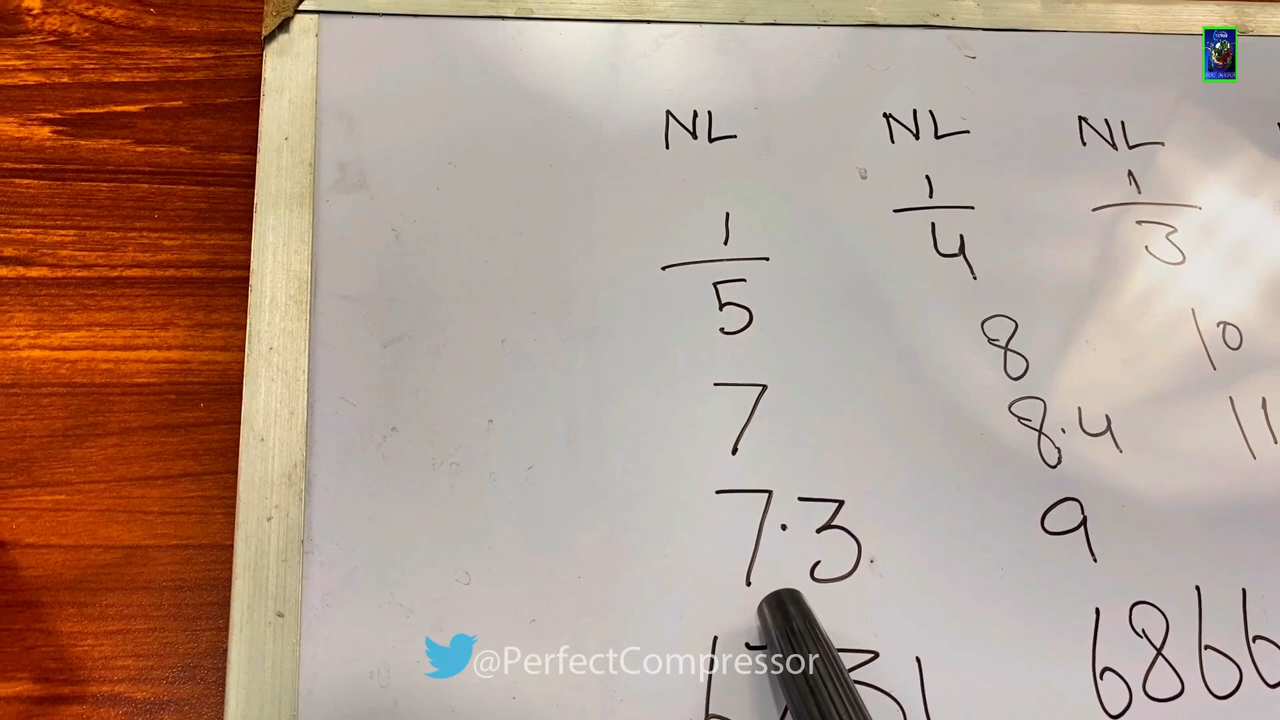 NL NL NL
1/5 1/4 1/3
7 8 10
7.3 8.4 11
9
6866
@PerfectCompressor